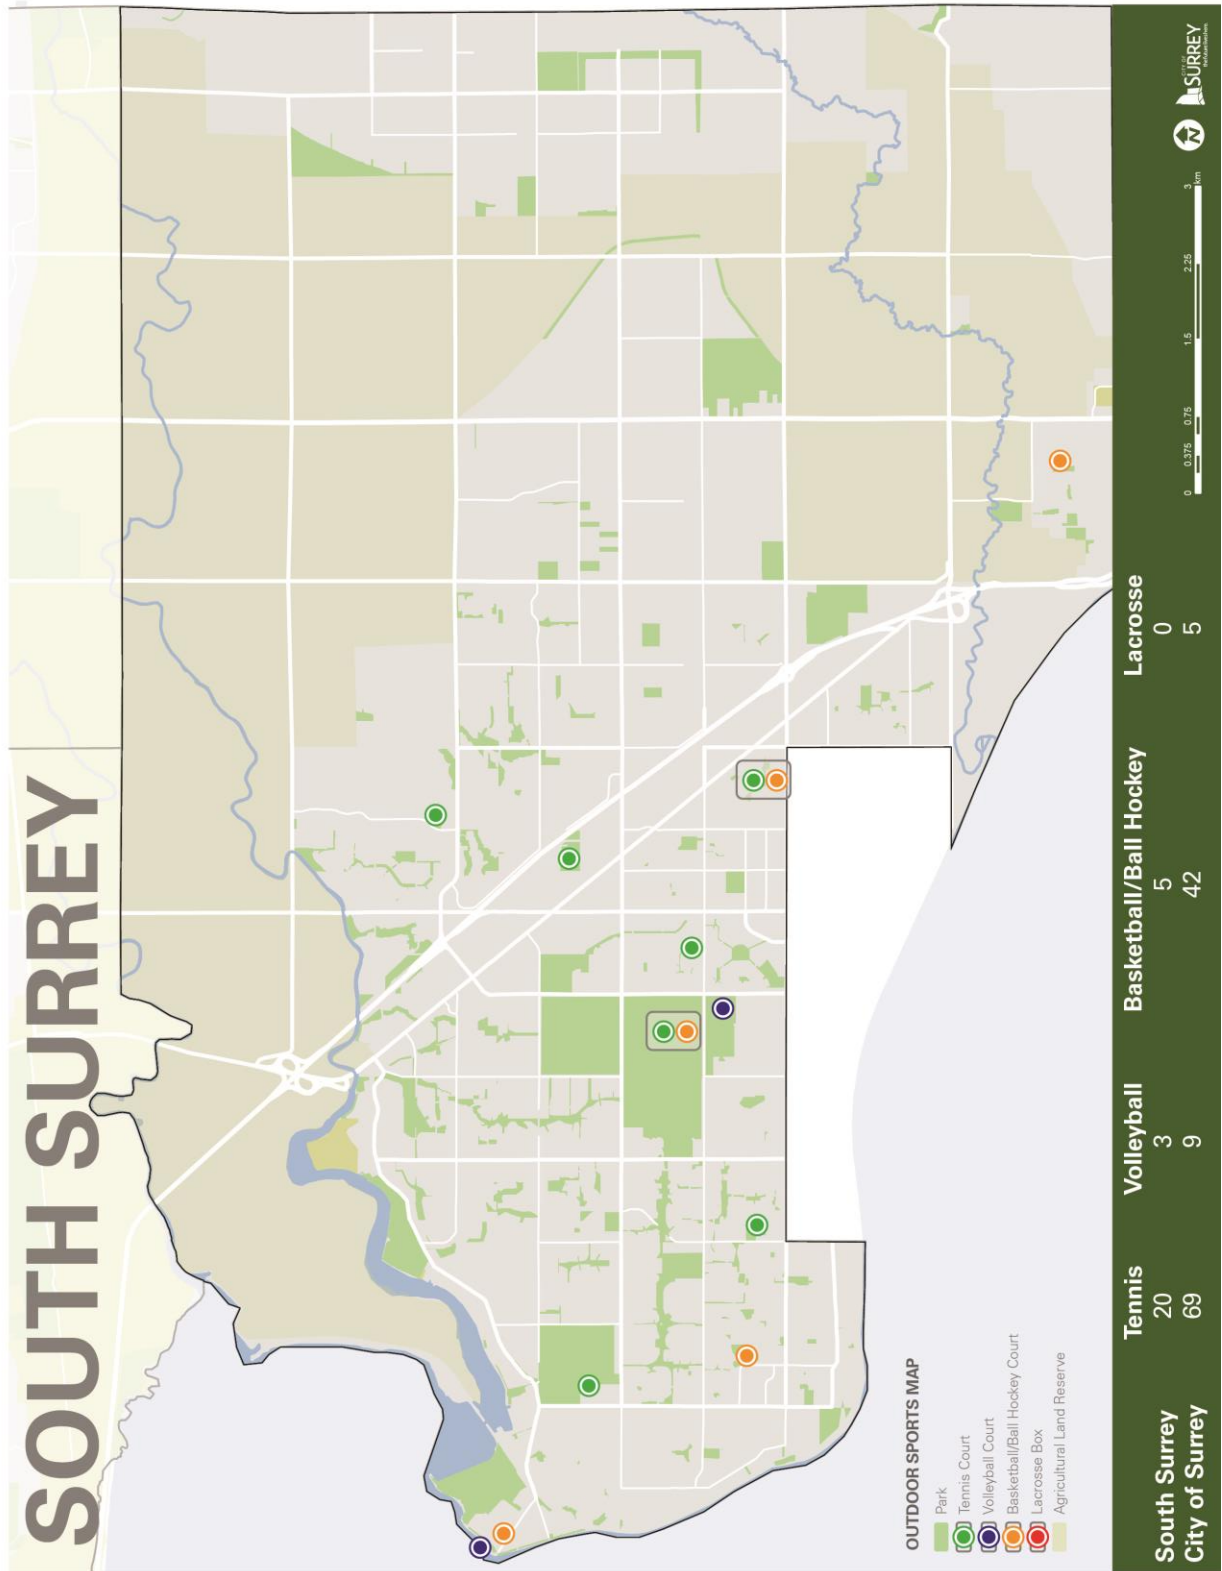 SOUTH SURREY
OUTDOOR SPORTS MAP
Park
Tennis Court
Volleyball Court
Basketball/Ball Hockey Court
Lacrosse Box
Agricultural Land Reserve
Tennis Volleyball Basketball/Ball Hockey Lacrosse
South Surrey 20 3 5 0
City of Surrey 69 9 42 5
0 0.375 0.75 1.5 2.25 3
km
N
CITY OF
SURREY